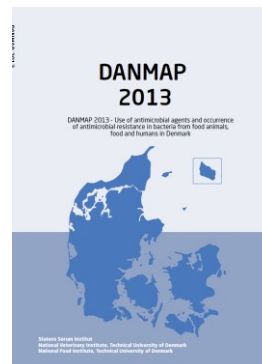 DANMAP 2013
DANMAP
2013
DANMAP 2013 - Use of antimicrobial agents and occurrence
of antimicrobial resistance in bacteria from food animals,
food and humans in Denmark
Statens Serum Institut
National Veterinary Institute, Technical University of Denmark
National Food Institute, Technical University of Denmark